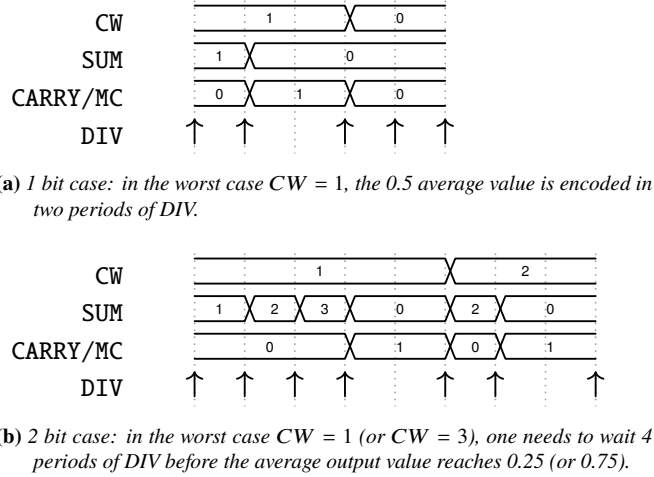 CW 1 0
SUM 1 0
CARRY/MC 0 1 0
DIV
(a) 1 bit case: in the worst case CW = 1, the 0.5 average value is encoded in
two periods of DIV.
CW 1 2
SUM 1 2 3 0 2 0
CARRY/MC 0 1 0 1
DIV
(b) 2 bit case: in the worst case CW = 1 (or CW = 3), one needs to wait 4
periods of DIV before the average output value reaches 0.25 (or 0.75).